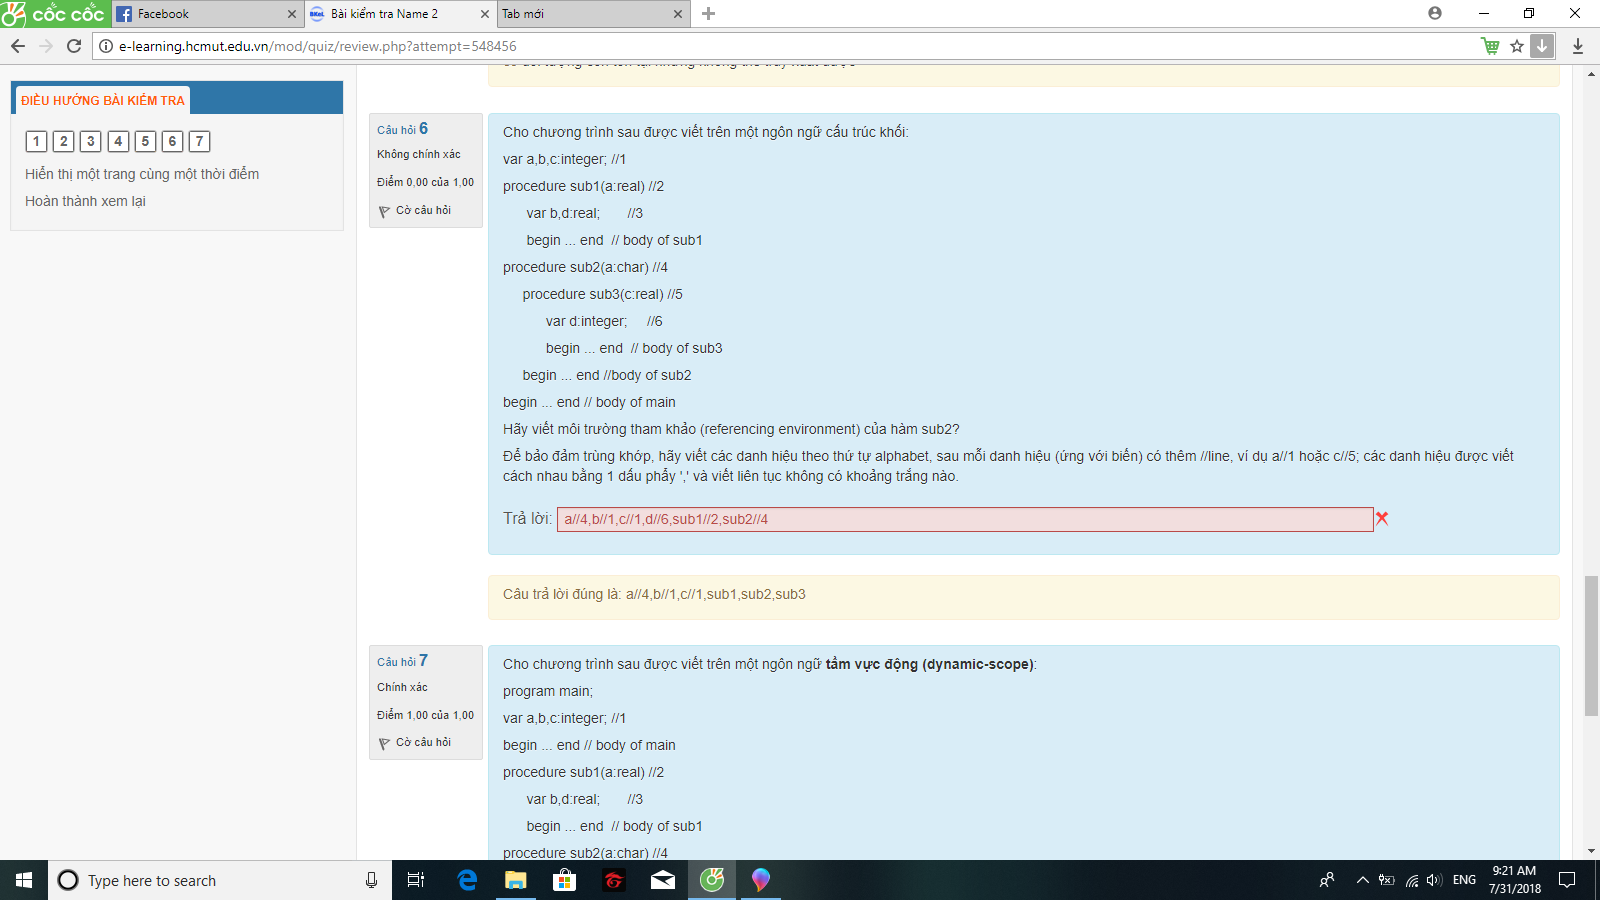 cốc cốc
Facebook
Bài kiểm tra Name 2
Tab mới
e-learning.hcmut.edu.vn/mod/quiz/review.php?attempt=548456
ĐIỀU HƯỚNG BÀI KIỂM TRA
1 2 3 4 5 6 7
Hiển thị một trang cùng một thời điểm
Hoàn thành xem lại
Câu hỏi 6
Không chính xác
Điểm 0,00 của 1,00
Cờ câu hỏi
Cho chương trình sau được viết trên một ngôn ngữ cấu trúc khối:
var a,b,c:integer; //1
procedure sub1(a:real) //2
var b,d:real; //3
begin ... end // body of sub1
procedure sub2(a:char) //4
procedure sub3(c:real) //5
var d:integer; //6
begin ... end // body of sub3
begin ... end //body of sub2
begin ... end // body of main
Hãy viết môi trường tham khảo (referencing environment) của hàm sub2?
Để bảo đảm trùng khớp, hãy viết các danh hiệu theo thứ tự alphabet, sau mỗi danh hiệu (ứng với biến) có thêm //line, ví dụ a//1 hoặc c//5; các danh hiệu được viết
cách nhau bằng 1 dấu phẩy ',' và viết liên tục không có khoảng trắng nào.
Trả lời: a//4,b//1,c//1,d//6,sub1//2,sub2//4
Câu trả lời đúng là: a//4,b//1,c//1,sub1,sub2,sub3
Câu hỏi 7
Chính xác
Điểm 1,00 của 1,00
Cờ câu hỏi
Cho chương trình sau được viết trên một ngôn ngữ tầm vực động (dynamic-scope):
program main;
var a,b,c:integer; //1
begin ... end // body of main
procedure sub1(a:real) //2
var b,d:real; //3
begin ... end // body of sub1
procedure sub2(a:char) //4
Type here to search
ENG
9:21 AM
7/31/2018